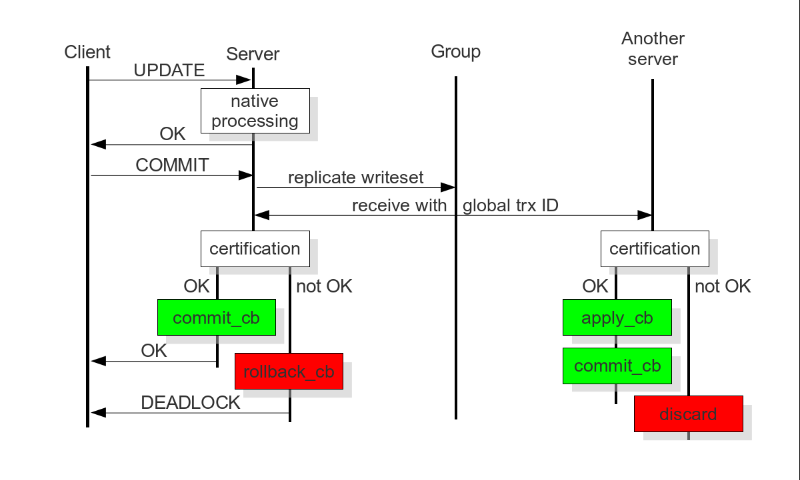 Client
Server
Group
Another
server
UPDATE
native
processing
OK
COMMIT
replicate writeset
receive with global trx ID
certification
certification
OK
not OK
OK
not OK
commit_cb
apply_cb
OK
rollback_cb
commit_cb
DEADLOCK
discard